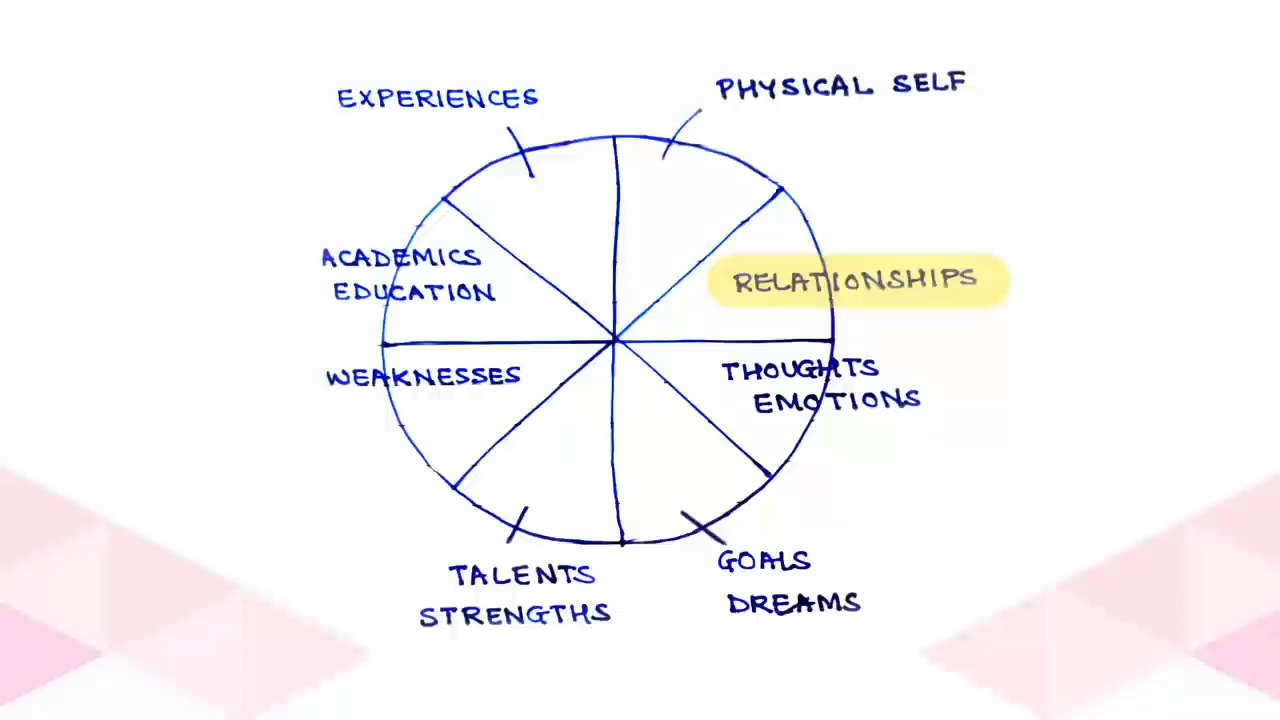 EXPERIENCES
PHYSICAL SELF
ACADEMICS
EDUCATION
RELATIONSHIPS
WEAKNESSES
THOUGHTS
EMOTIONS
TALENTS
STRENGTHS
GOALS
DREAMS